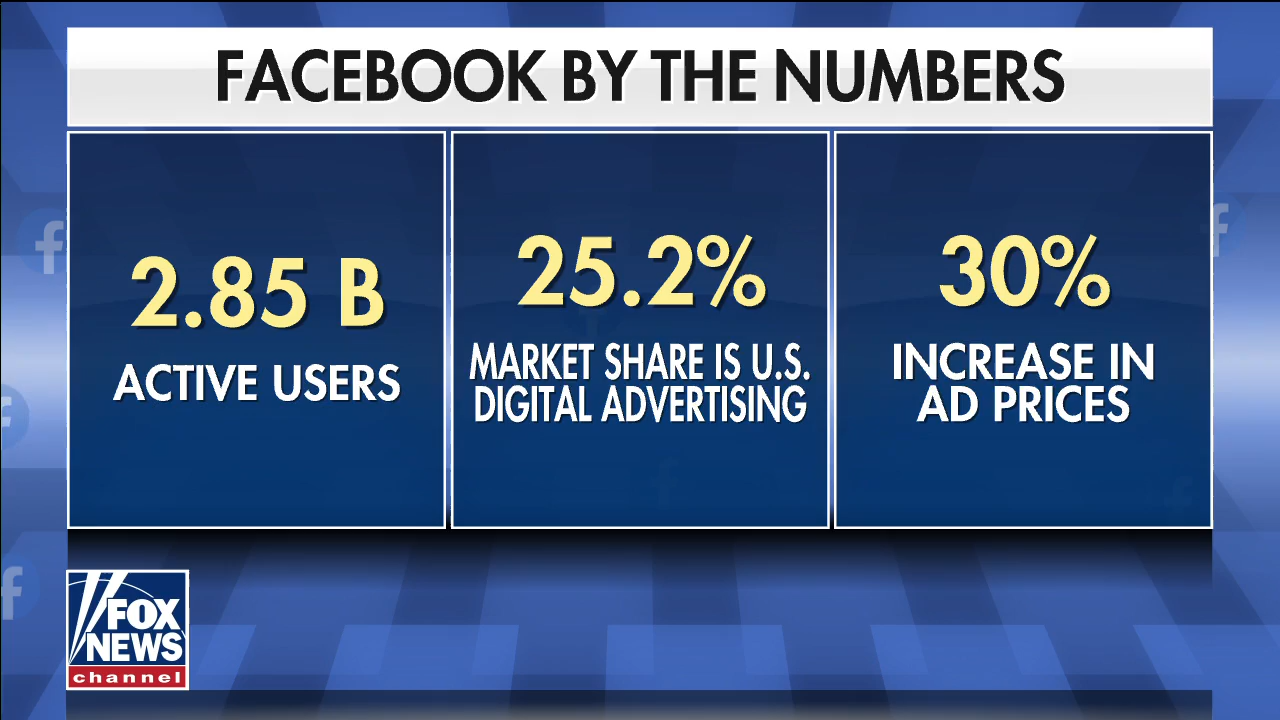 FACEBOOK BY THE NUMBERS
2.85 B
ACTIVE USERS
25.2%
MARKET SHARE IS U.S.
DIGITAL ADVERTISING
30%
INCREASE IN
AD PRICES
FOX
NEWS
channel